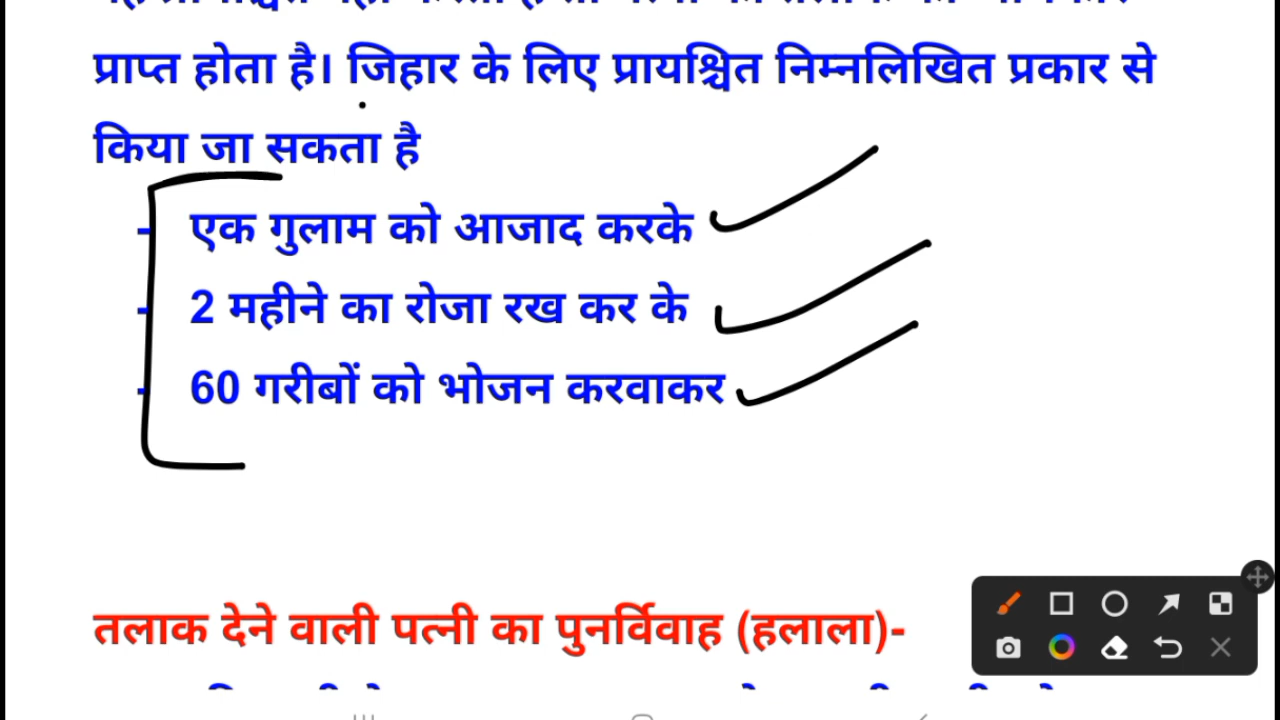 प्राप्त होता है। जिहार के लिए प्रायश्चित निम्नलिखित प्रकार से
किया जा सकता है
- एक गुलाम को आजाद करके
- 2 महीने का रोजा रख कर के
- 60 गरीबों को भोजन करवाकर
तलाक देने वाली पत्नी का पुनर्विवाह (हलाला)-